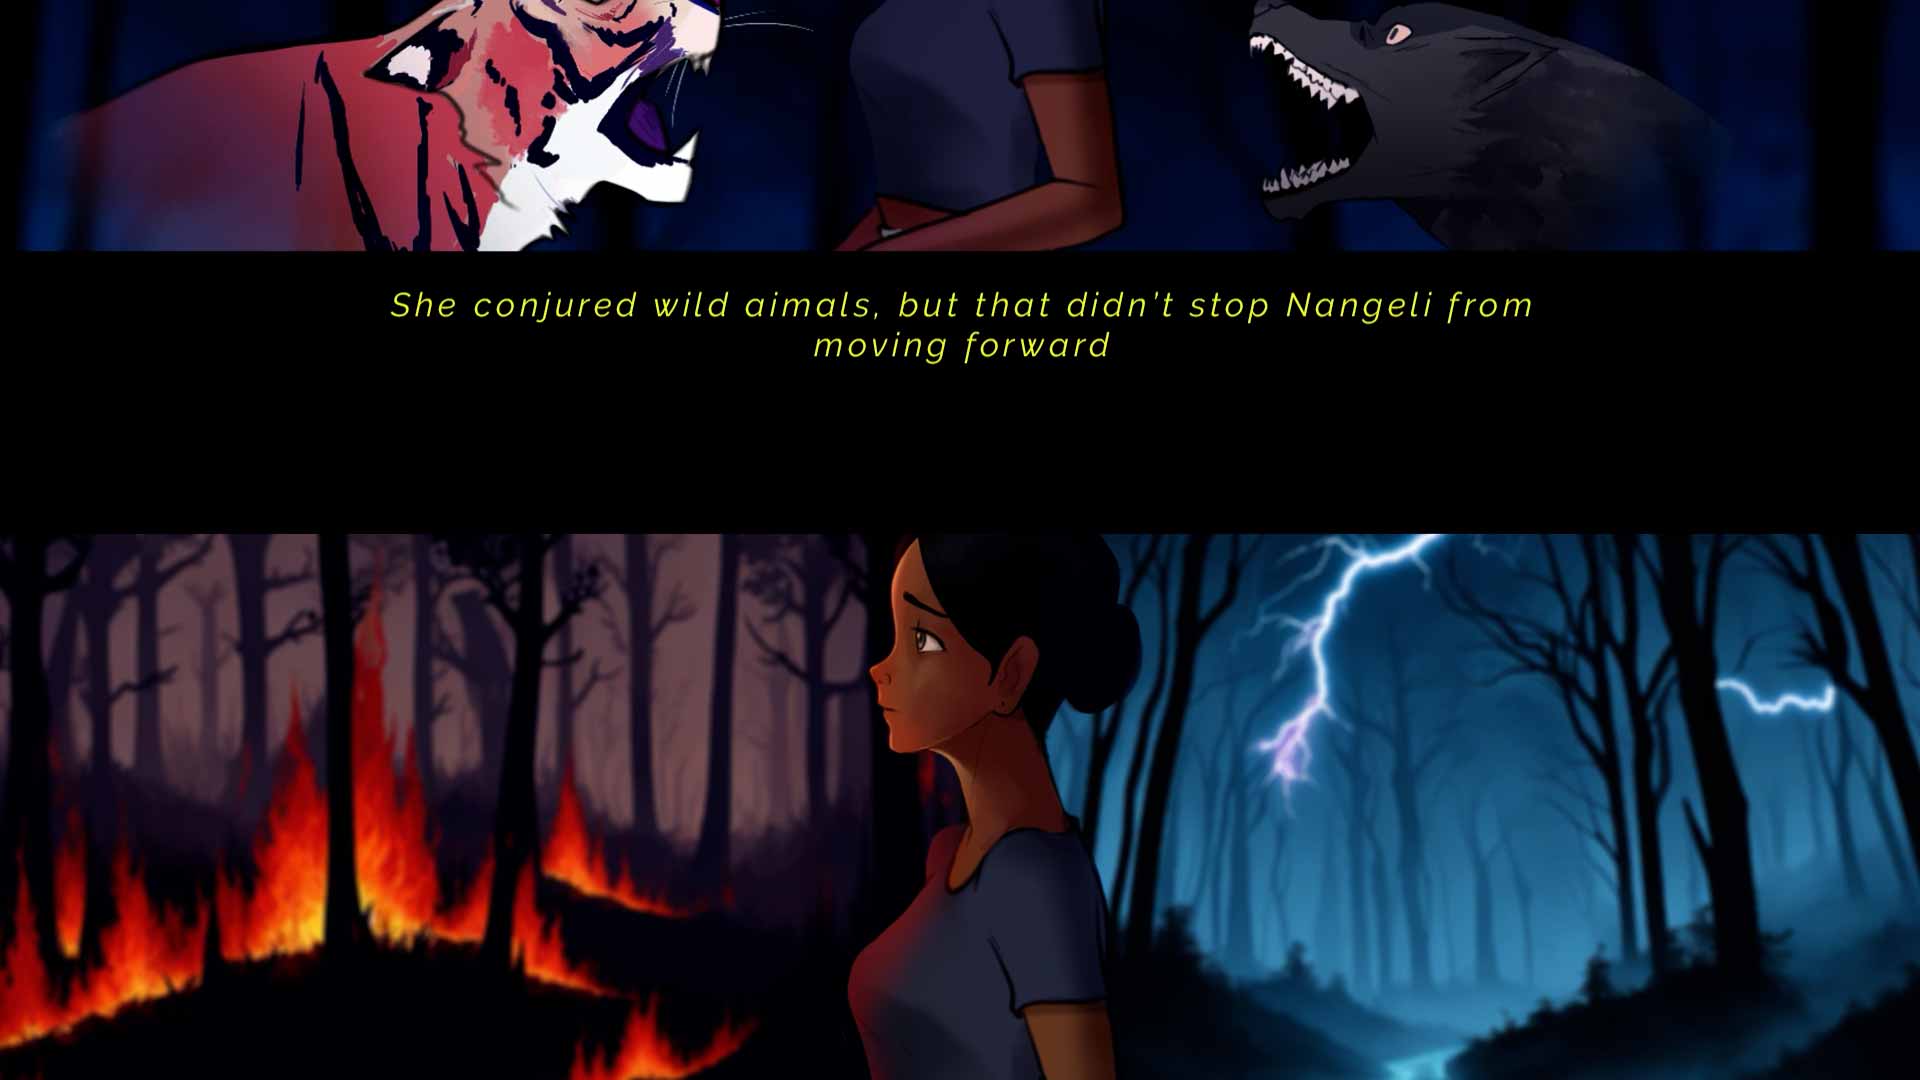 She conjured wild aimals, but that didn't stop Nangeli from
moving forward